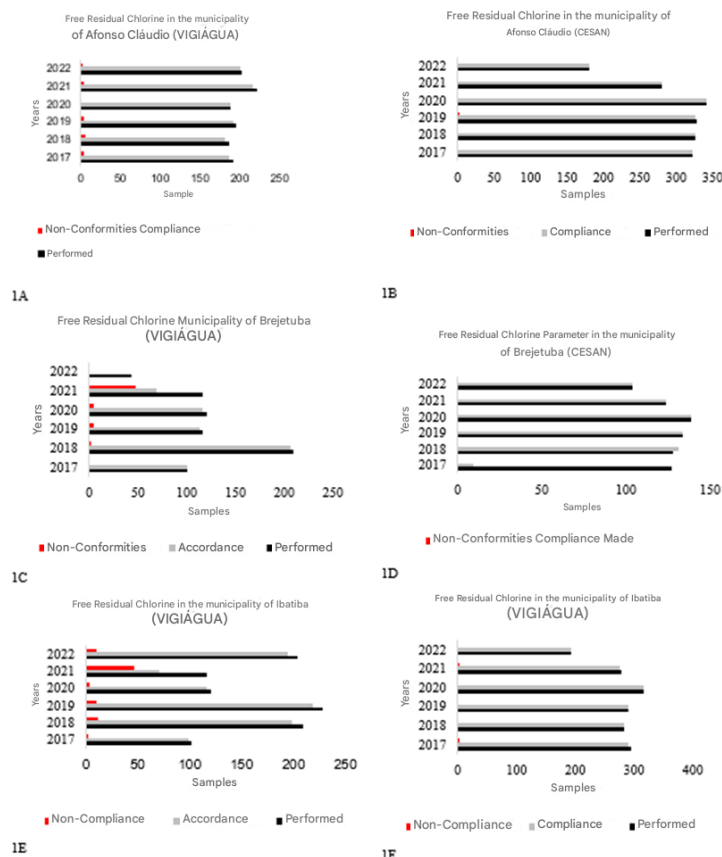 Free Residual Chlorine in the municipality
of Afonso Cláudio (VIGIÁGUA)
Years
2022
2021
2020
2019
2018
2017
0 50 100 150 200 250
Sample
Non-Conformities Compliance
Performed
1A
Free Residual Chlorine in the municipality of
Afonso Cláudio (CESAN)
Years
2022
2021
2020
2019
2018
2017
0 50 100 150 200 250 300 350
Samples
Non-Conformities Compliance Performed
1B
Free Residual Chlorine Municipality of Brejetuba
(VIGIÁGUA)
Years
2022
2021
2020
2019
2018
2017
0 50 100 150 200 250
Samples
Non-Conformities Accordance Performed
1C
Free Residual Chlorine Parameter in the municipality
of Brejetuba (CESAN)
Years
2022
2021
2020
2019
2018
2017
0 50 100 150
Samples
Non-Conformities Compliance Made
1D
Free Residual Chlorine in the municipality of Ibatiba
(VIGIÁGUA)
Years
2022
2021
2020
2019
2018
2017
0 50 100 150 200 250
Samples
Non-Compliance Accordance Performed
1E
Free Residual Chlorine in the municipality of Ibatiba
(VIGIÁGUA)
Years
2022
2021
2020
2019
2018
2017
0 100 200 300 400
Samples
Non-Compliance Compliance Performed
1F